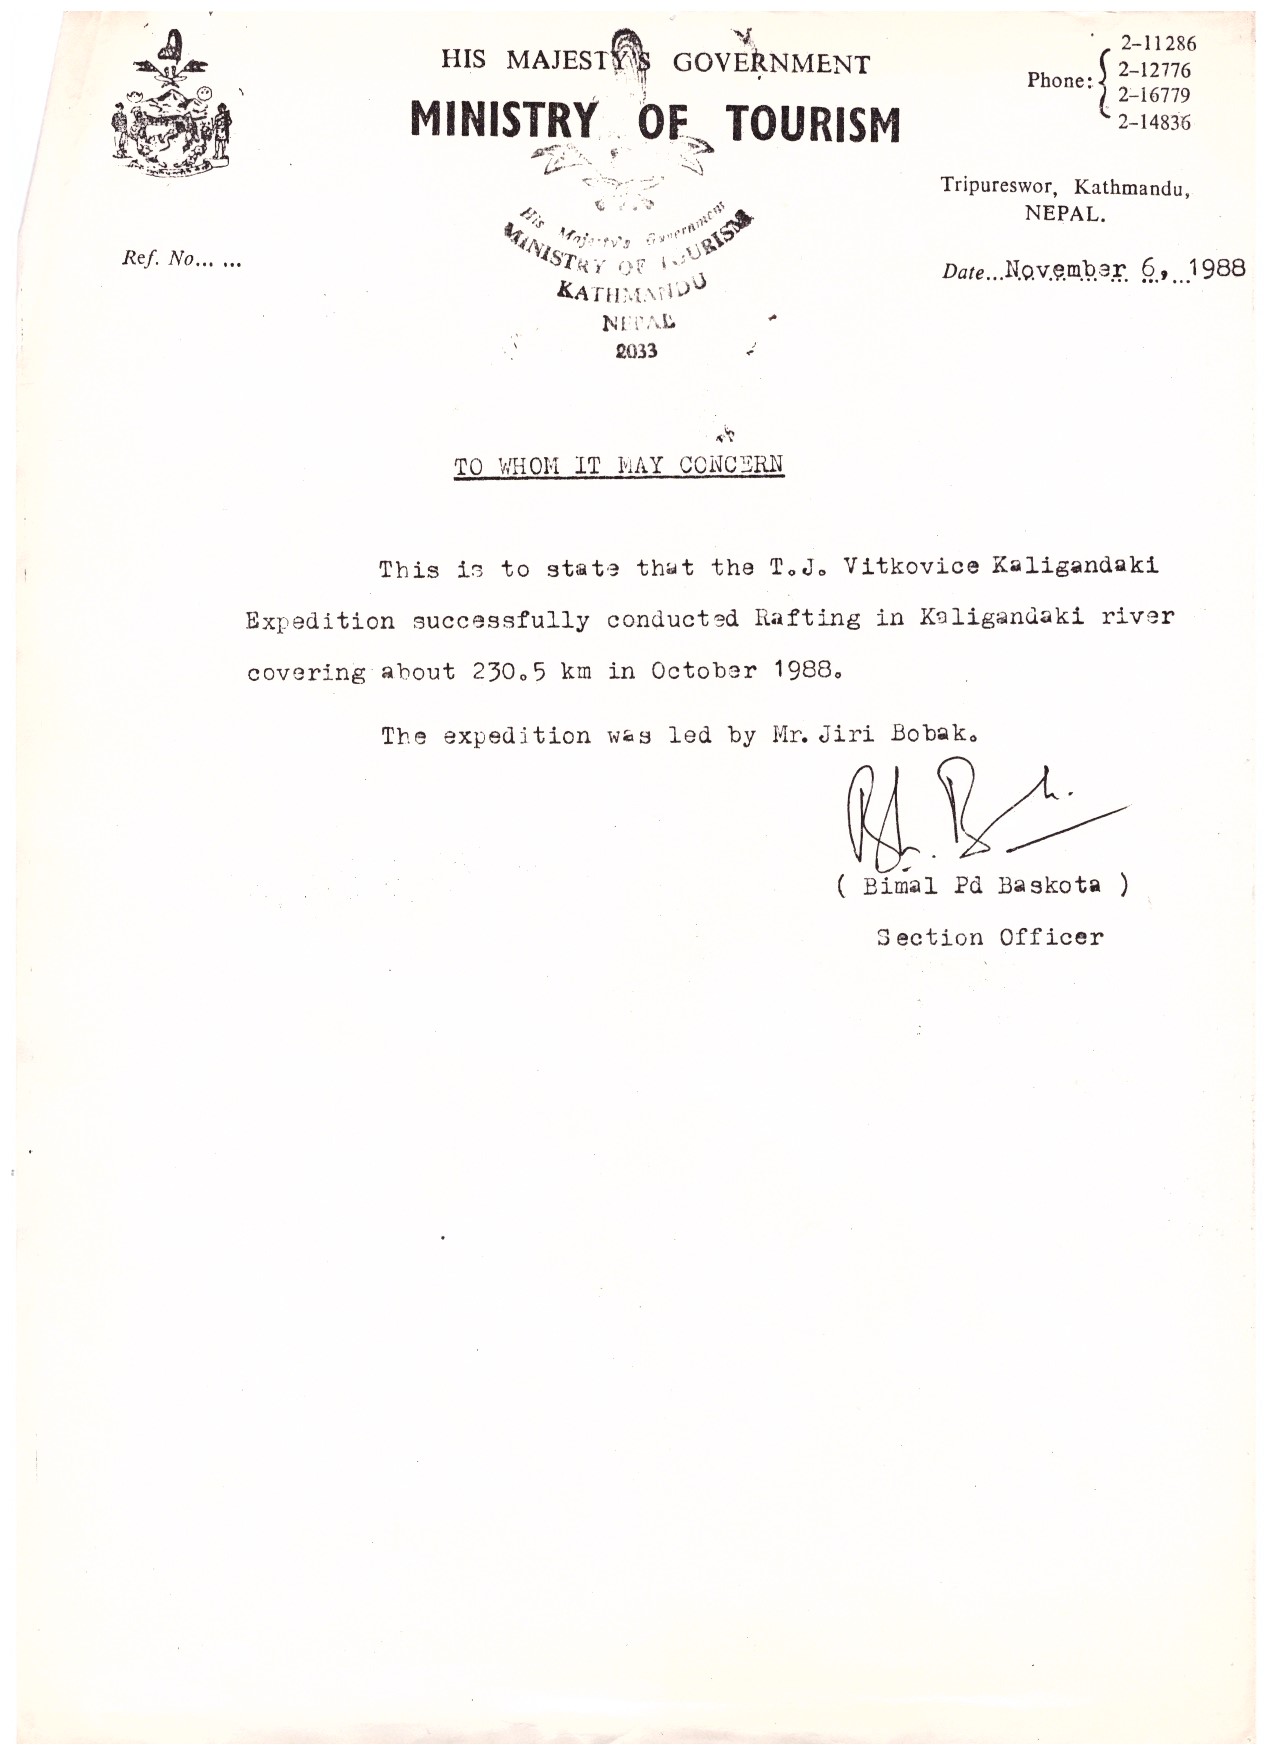 HIS MAJESTY'S GOVERNMENT
MINISTRY OF TOURISM
Phone:
2-11286
2-12776
2-16779
2-14836
Tripureswor, Kathmandu,
NEPAL.
Ref. No... ...
Date...November 6, ...1988
His Majesty's Government
MINISTRY OF TOURISM
KATHMANDU
NEPAL
2033
TO WHOM IT MAY CONCERN
This is to state that the T.J. Vitkovice Kaligandaki
Expedition successfully conducted Rafting in Kaligandaki river
covering about 230.5 km in October 1988.
The expedition was led by Mr. Jiri Bobak.
( Bimal Pd Baskota )
Section Officer